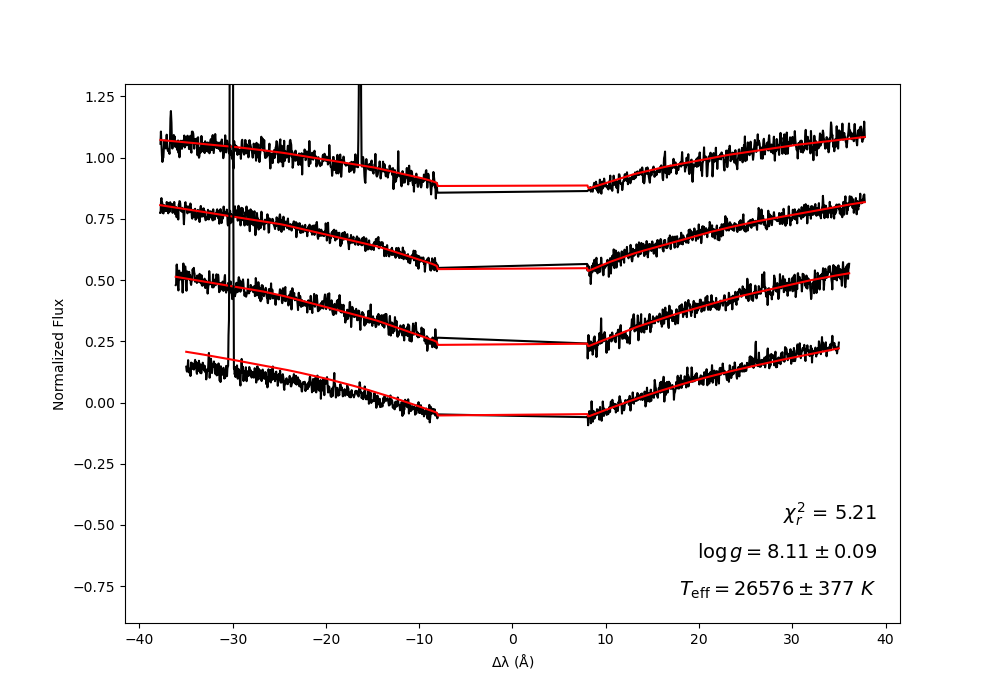 1.25
1.00
0.75
0.50
0.25
0.00
−0.25
−0.50
−0.75
Normalized Flux
χ²ᵣ = 5.21
log g = 8.11 ± 0.09
T_eff = 26576 ± 377 K
−40 −30 −20 −10 0 10 20 30 40
Δλ (Å)